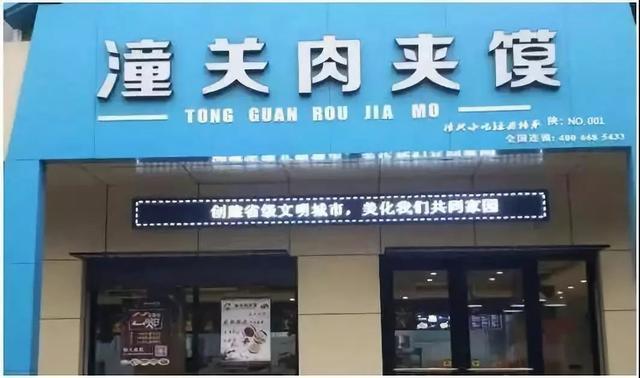 潼关肉夹馍
TONG GUAN ROU JIA MO
陕:NO.001
全国连锁:400 668 5433
创建省级文明城市,美化我们共同家园